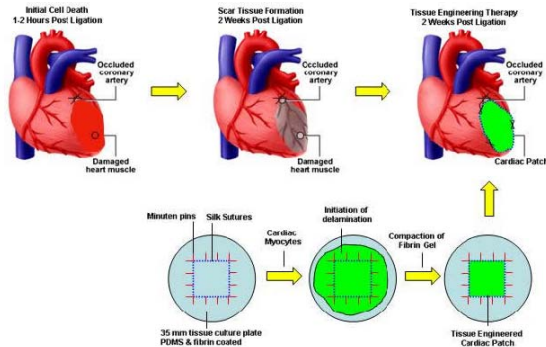 Initial Cell Death
1-2 Hours Post Ligation
Scar Tissue Formation
2 Weeks Post Ligation
Tissue Engineering Therapy
2 Weeks Post Ligation
Occluded
coronary
artery
Damaged
heart muscle
Occluded
coronary
artery
Damaged
heart muscle
Occluded
coronary
artery
Cardiac Patch
Minuten pins
Silk Sutures
Cardiac
Myocytes
Initiation of
delamination
Compaction of
Fibrin Gel
35 mm tissue culture plate
PDMS & fibrin coated
Tissue Engineered
Cardiac Patch